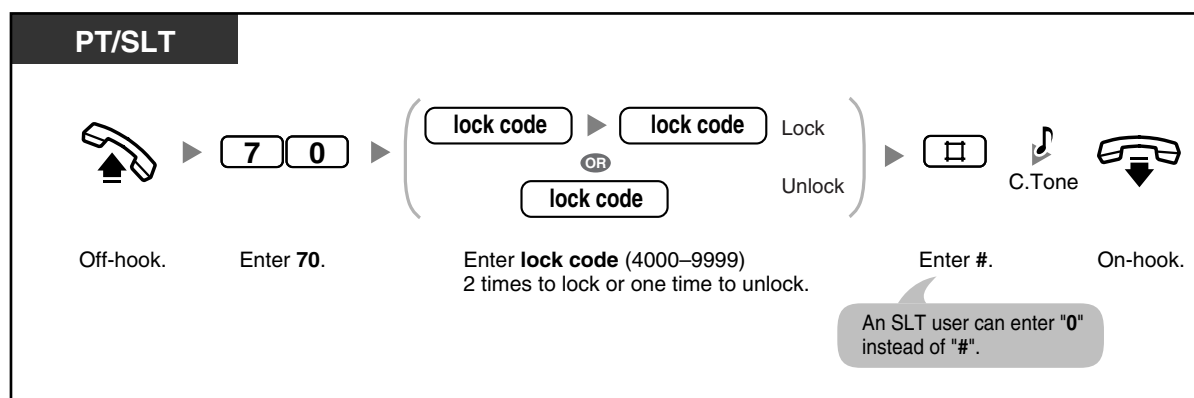 PT/SLT
7 0
lock code lock code Lock
OR
lock code Unlock
#
C.Tone
Off-hook.
Enter 70.
Enter lock code (4000–9999)
2 times to lock or one time to unlock.
Enter #.
On-hook.
An SLT user can enter "0"
instead of "#".